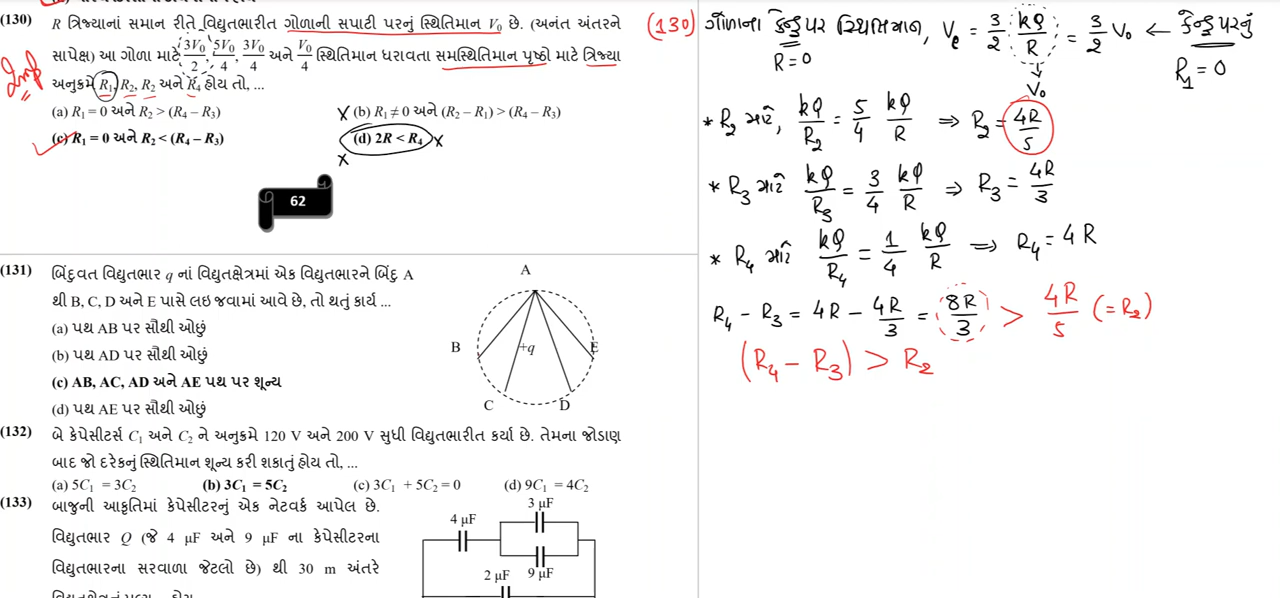 (130) R ત્રિજ્યાનાં સમાન રીતે વિદ્યુતભારીત ગોળાની સપાટી પરનું સ્થિતિમાન V₀ છે. (અનંત અંતરને
સાપેક્ષ) આ ગોળા માટે 3V₀/2, 5V₀/4, 3V₀/4 અને V₀/4 સ્થિતિમાન ધરાવતા સમસ્થિતિમાન પૃષ્ઠો માટે ત્રિજ્યા
Imp
અનુક્રમે R₁, R₂, R₂ અને R₄ હોય તો, ...
(a) R₁ = 0 અને R₂ > (R₄ – R₃)
(b) R₁ ≠ 0 અને (R₂ – R₁) > (R₄ – R₃)
(c) R₁ = 0 અને R₂ < (R₄ – R₃)
(d) 2R < R₄
62
(131) બિંદુવત વિદ્યુતભાર q નાં વિદ્યુતક્ષેત્રમાં એક વિદ્યુતભારને બિંદુ A
થી B, C, D અને E પાસે લઇ જવામાં આવે છે, તો થતું કાર્ય ...
(a) પથ AB પર સૌથી ઓછું
(b) પથ AD પર સૌથી ઓછું
(c) AB, AC, AD અને AE પથ પર શૂન્ય
(d) પથ AE પર સૌથી ઓછું
A
B
+q
E
C
D
(132) બે કેપેસીટર્સ C₁ અને C₂ ને અનુક્રમે 120 V અને 200 V સુધી વિદ્યુતભારીત કર્યા છે. તેમના જોડાણ
બાદ જો દરેકનું સ્થિતિમાન શૂન્ય કરી શકાતું હોય તો, ...
(a) 5C₁ = 3C₂ (b) 3C₁ = 5C₂ (c) 3C₁ + 5C₂ = 0 (d) 9C₁ = 4C₂
(133) બાજુની આકૃતિમાં કેપેસીટરનું એક નેટવર્ક આપેલ છે.
વિદ્યુતભાર Q (જે 4 μF અને 9 μF ના કેપેસીટરના
વિદ્યુતભારના સરવાળા જેટલો છે) થી 30 m અંતરે
3 μF
4 μF
9 μF
2 μF
(130) ગોળાના કેન્દ્ર પર સ્થિતિમાન, Vc = 3/2 kQ/R = 3/2 V₀ ← કેન્દ્ર પરનું
R = 0
↓
V₀
R₁ = 0
* R₂ માટે, kQ/R₂ = 5/4 kQ/R ⇒ R₂ = 4R/5
* R₃ માટે kQ/R₃ = 3/4 kQ/R ⇒ R₃ = 4R/3
* R₄ માટે kQ/R₄ = 1/4 kQ/R ⇒ R₄ = 4R
R₄ – R₃ = 4R – 4R/3 = 8R/3 > 4R/5 (= R₂)
(R₄ – R₃) > R₂